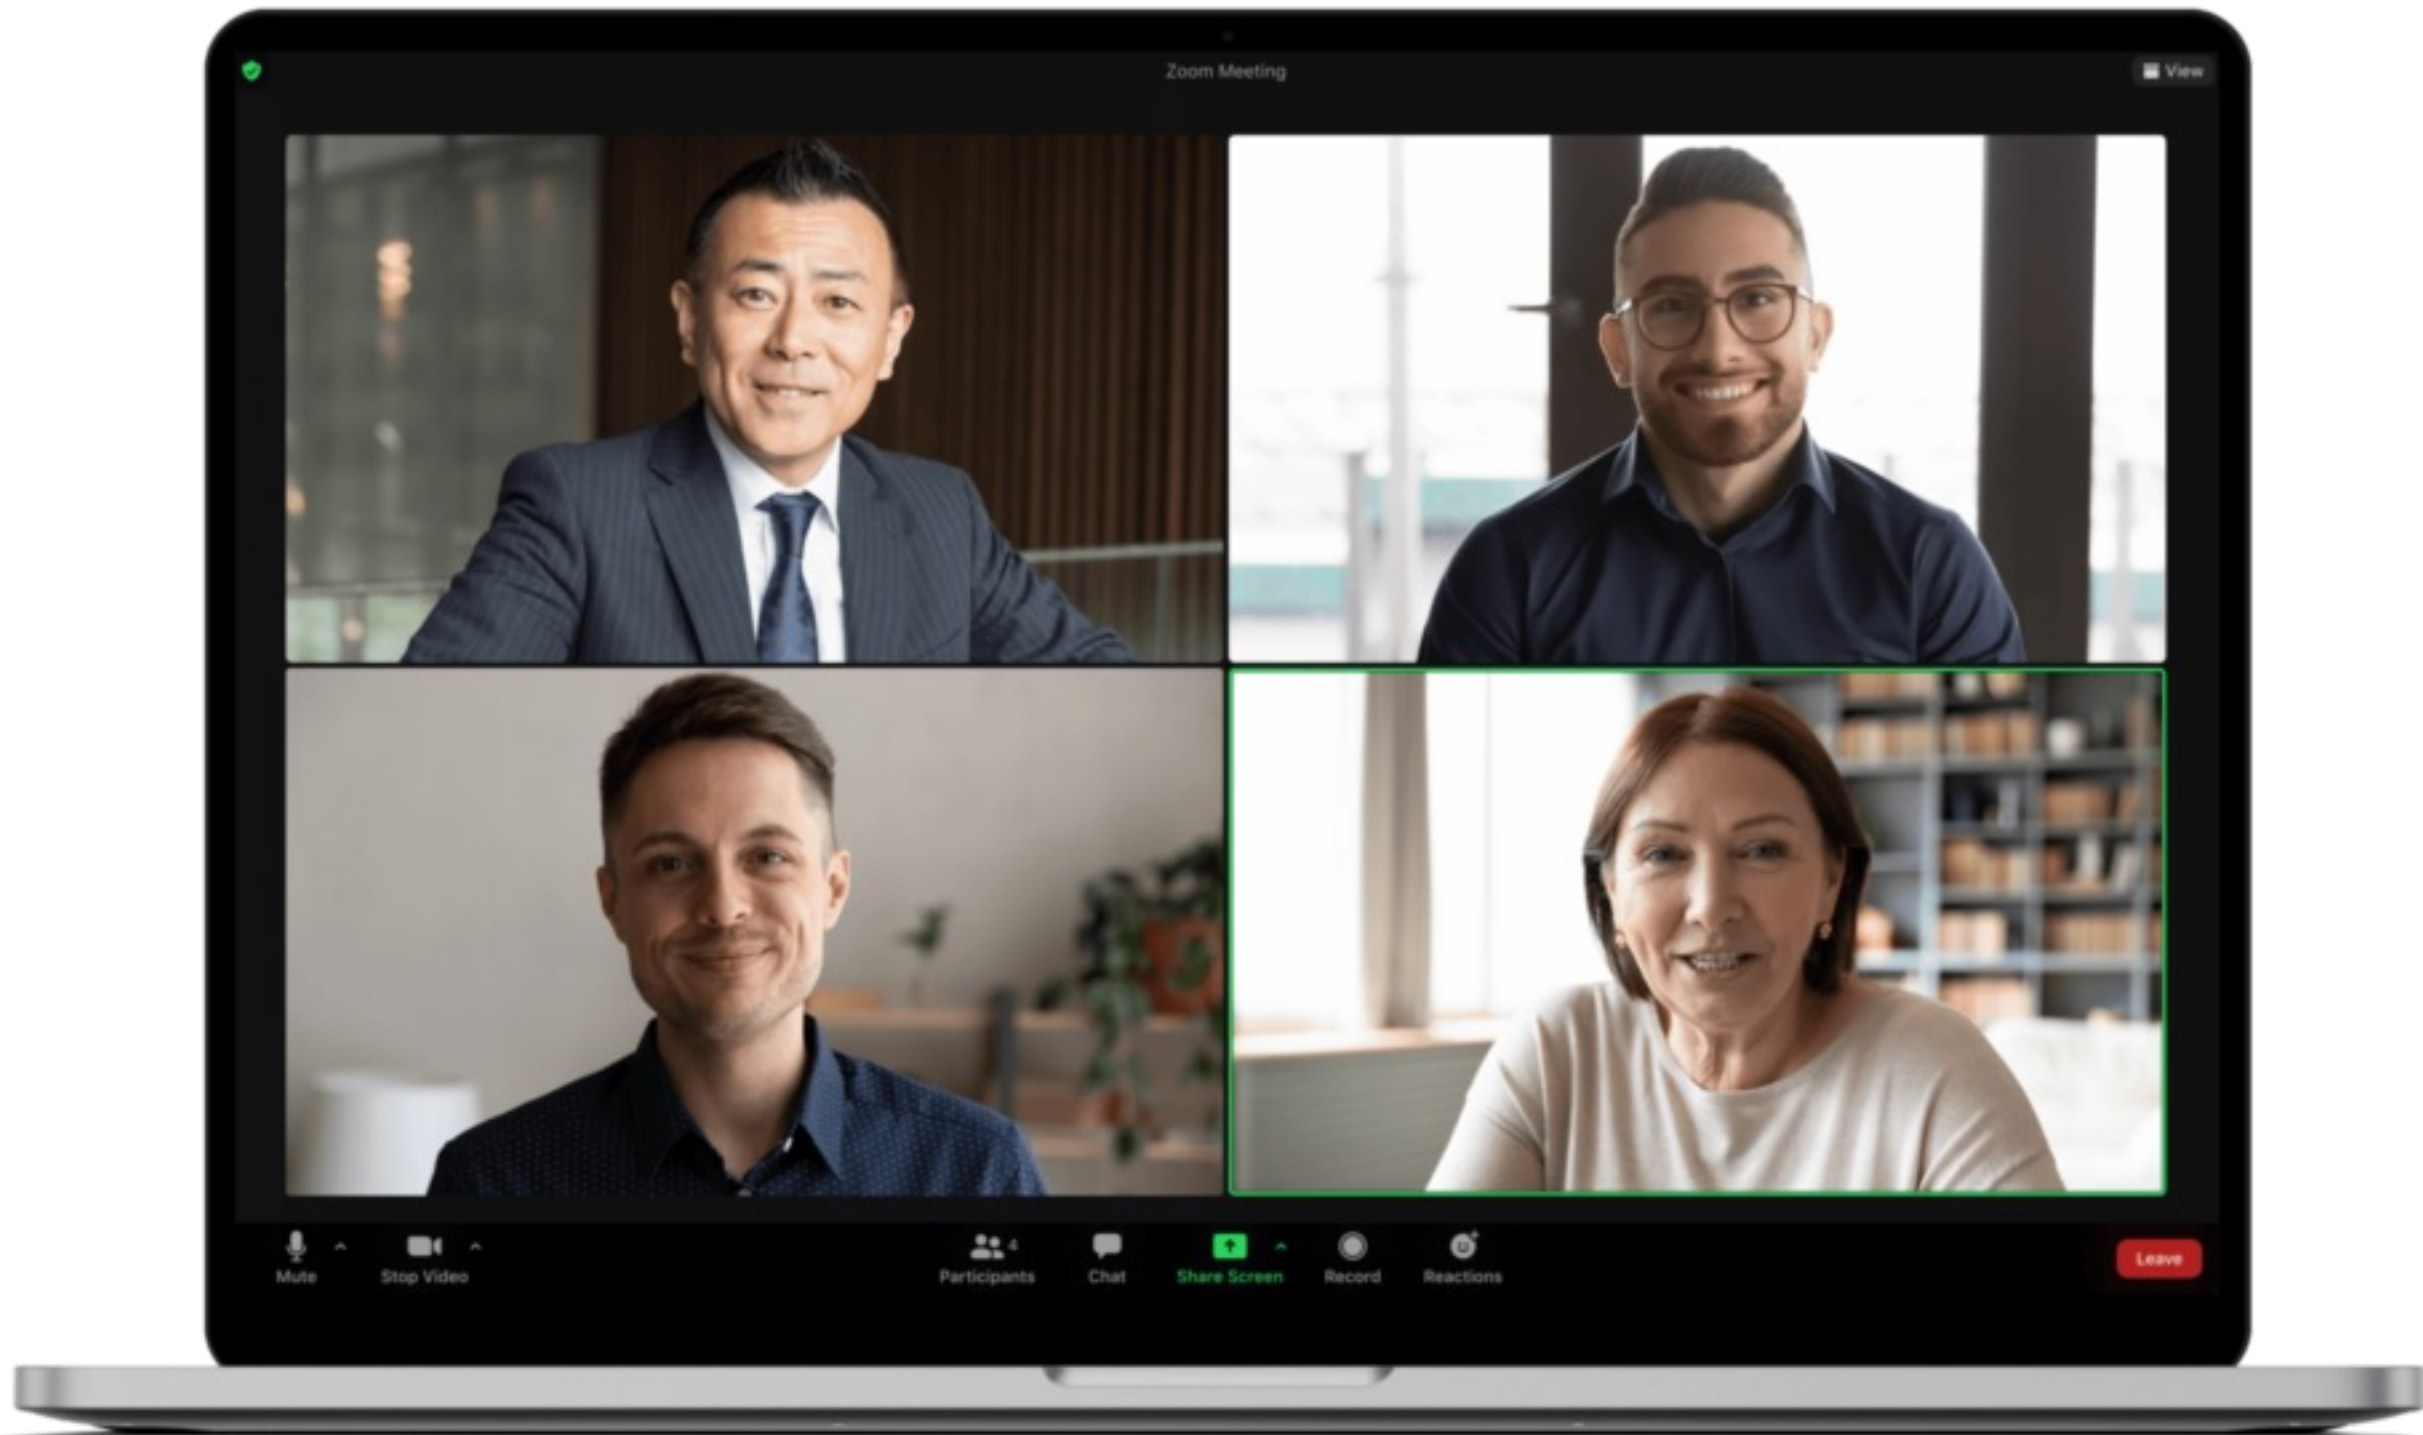 Zoom Meeting
View
Mute
Stop Video
4
Participants
Chat
Share Screen
Record
Reactions
Leave